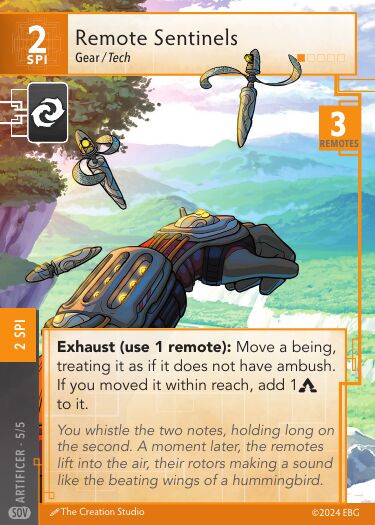 2
SPI
Remote Sentinels
Gear / Tech
3
REMOTES
2 SPI
Exhaust (use 1 remote): Move a being,
treating it as if it does not have ambush.
If you moved it within reach, add 1
to it.
You whistle the two notes, holding long on
the second. A moment later, the remotes
lift into the air, their rotors making a sound
like the beating wings of a hummingbird.
ARTIFICER - 5/5
SOV
The Creation Studio
©2024 EBG